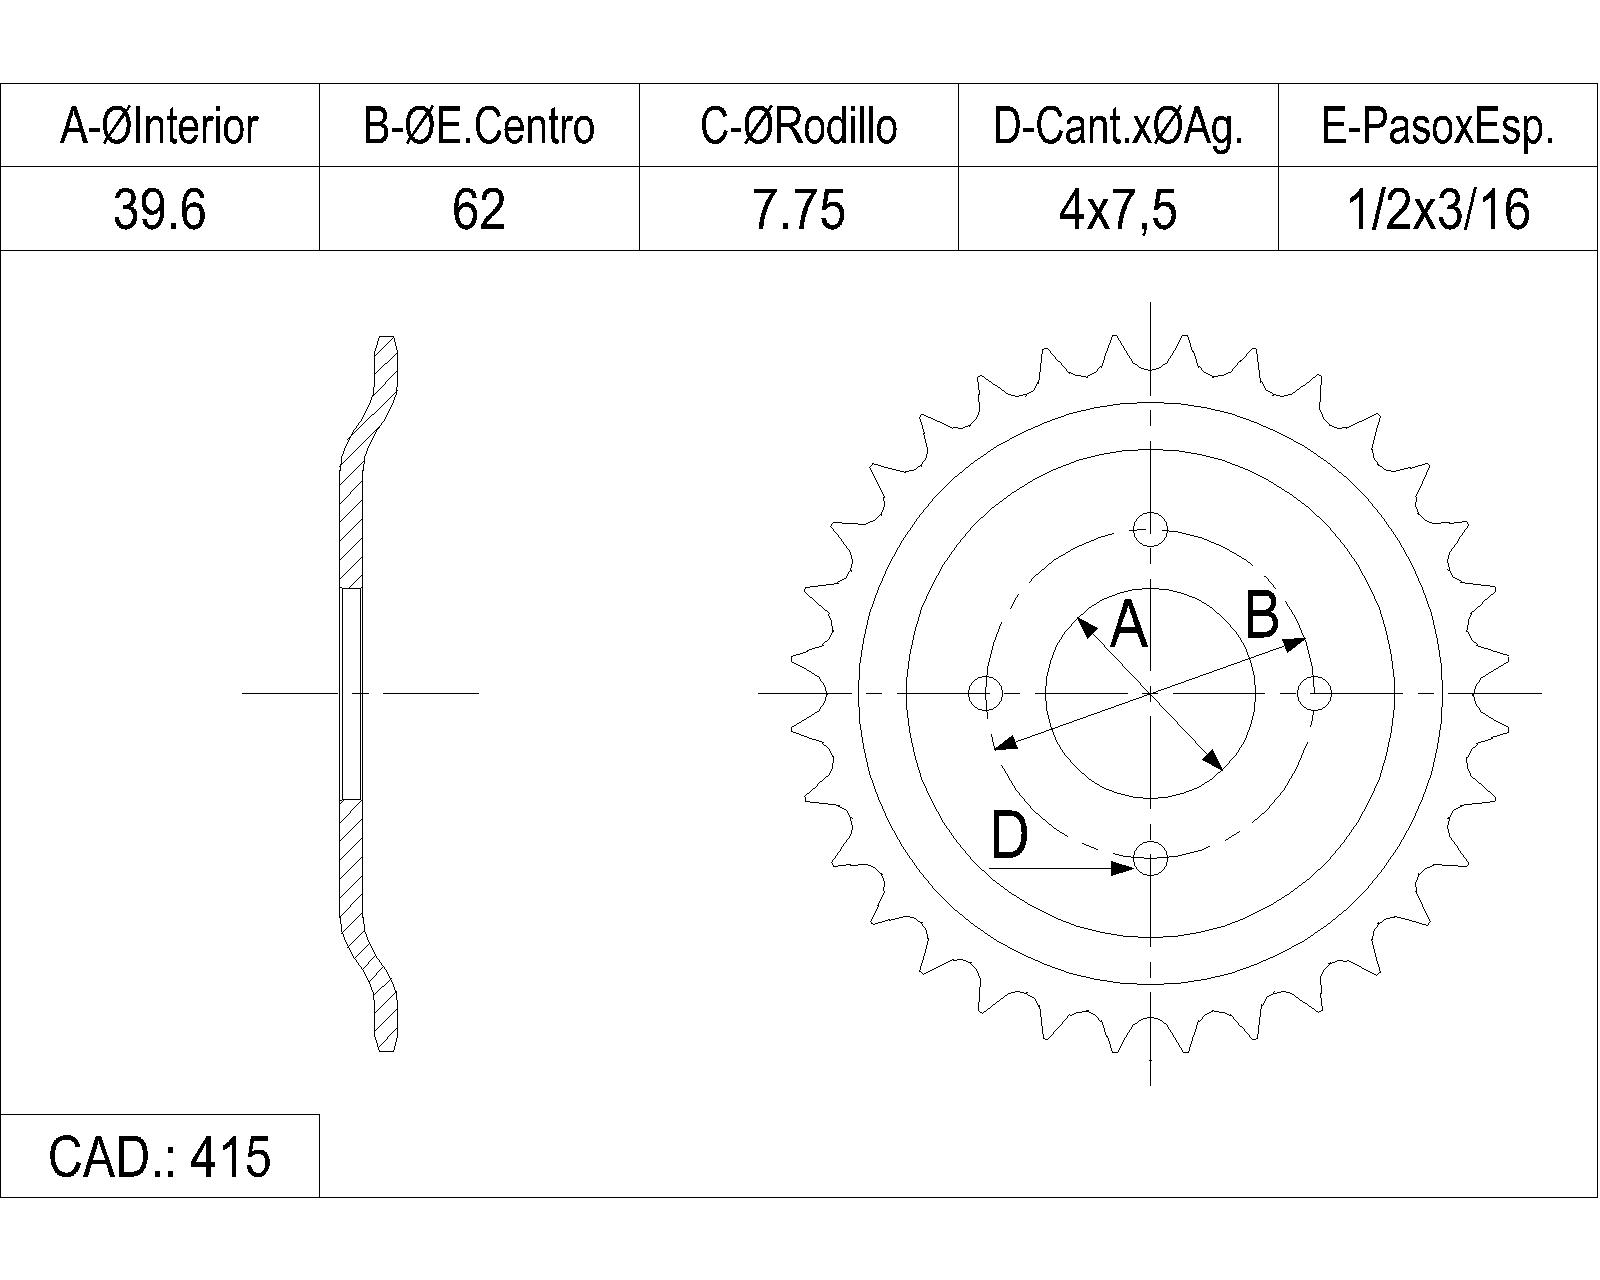 A-ØInterior B-ØE.Centro C-ØRodillo D-Cant.xØAg. E-PasoxEsp.
39.6 62 7.75 4x7,5 1/2x3/16
A
B
D
CAD.: 415